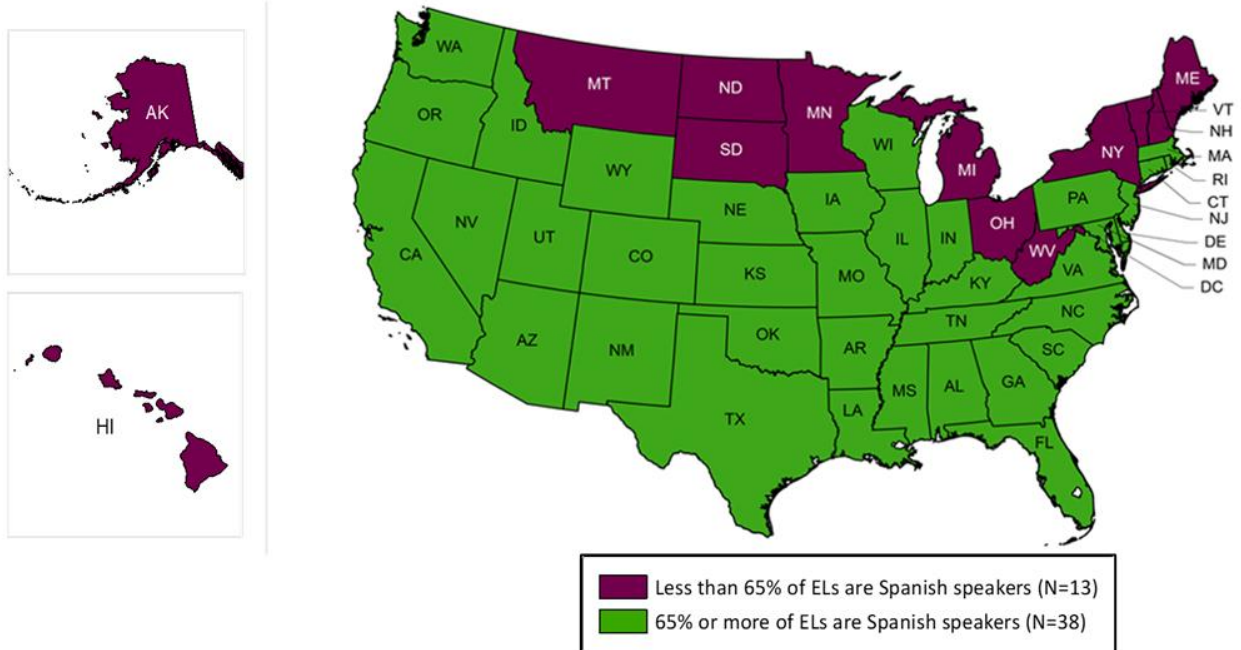 AK
HI
WA
OR
ID
MT
ND
MN
SD
WY
WI
MI
NY
ME
VT
NH
MA
RI
CT
NJ
DE
MD
DC
PA
NE
IA
NV
UT
CO
CA
KS
MO
IL
IN
OH
WV
VA
KY
NC
TN
AZ
NM
OK
AR
SC
MS
AL
GA
TX
LA
FL
Less than 65% of ELs are Spanish speakers (N=13)
65% or more of ELs are Spanish speakers (N=38)